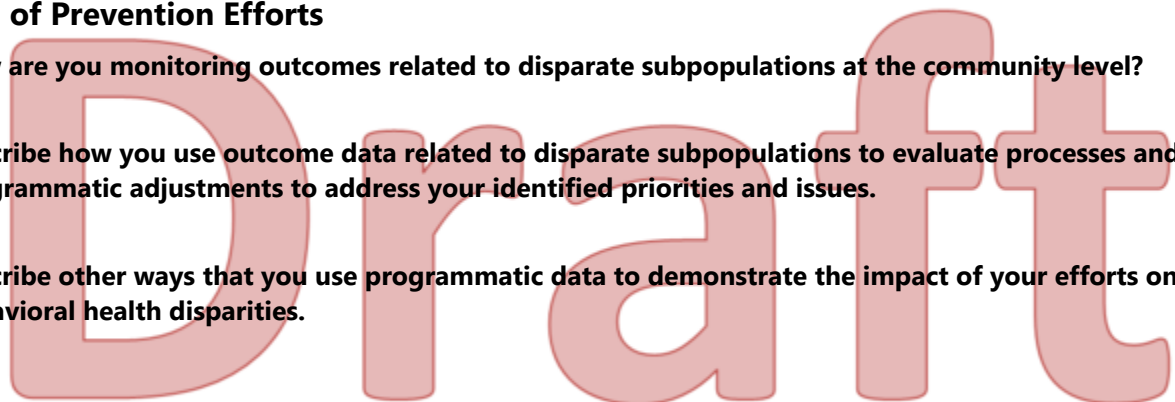 of Prevention Efforts
are you monitoring outcomes related to disparate subpopulations at the community level?
cribe how you use outcome data related to disparate subpopulations to evaluate processes and
grammatic adjustments to address your identified priorities and issues.
cribe other ways that you use programmatic data to demonstrate the impact of your efforts on
avioral health disparities.
Draft